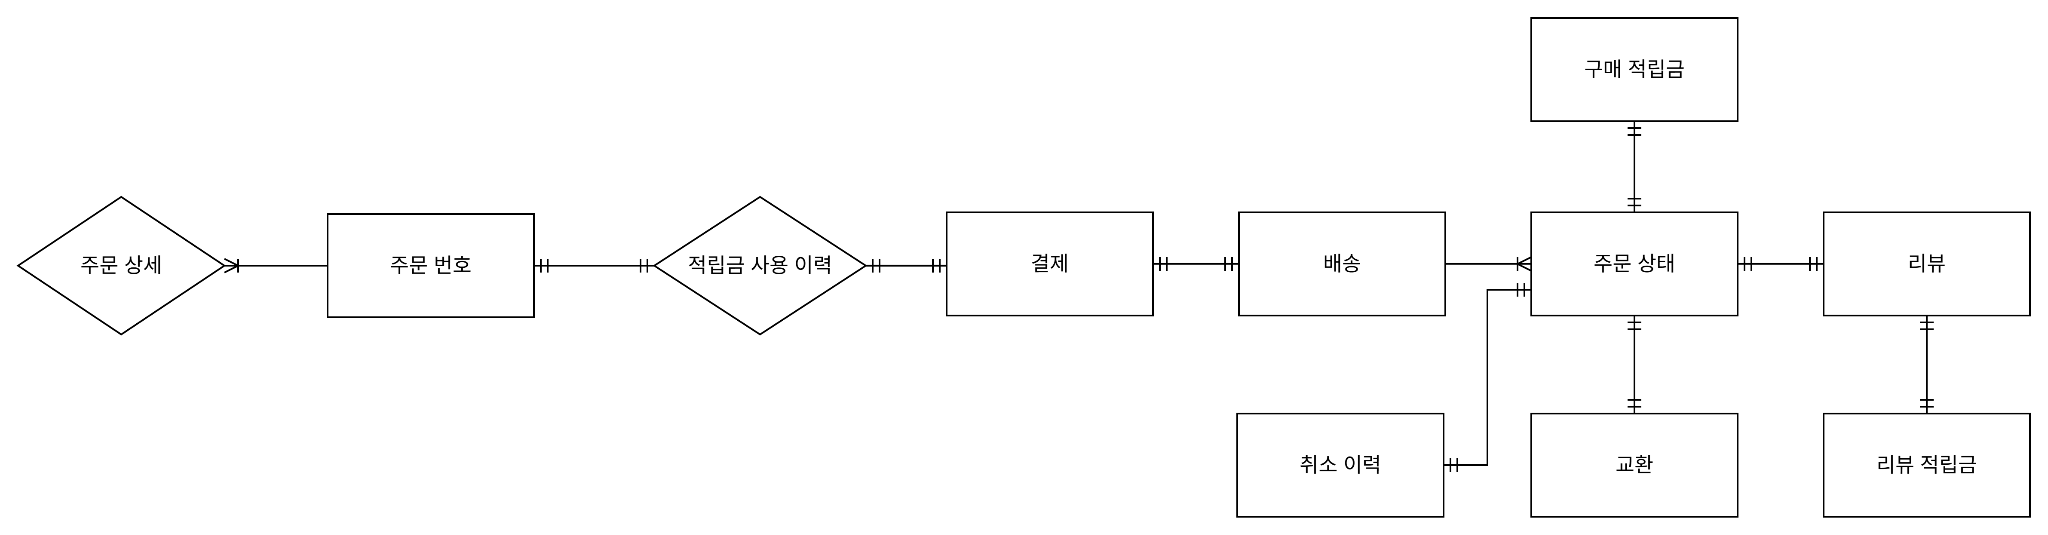 구매 적립금
주문 상세
주문 번호
적립금 사용 이력
결제
배송
주문 상태
리뷰
취소 이력
교환
리뷰 적립금